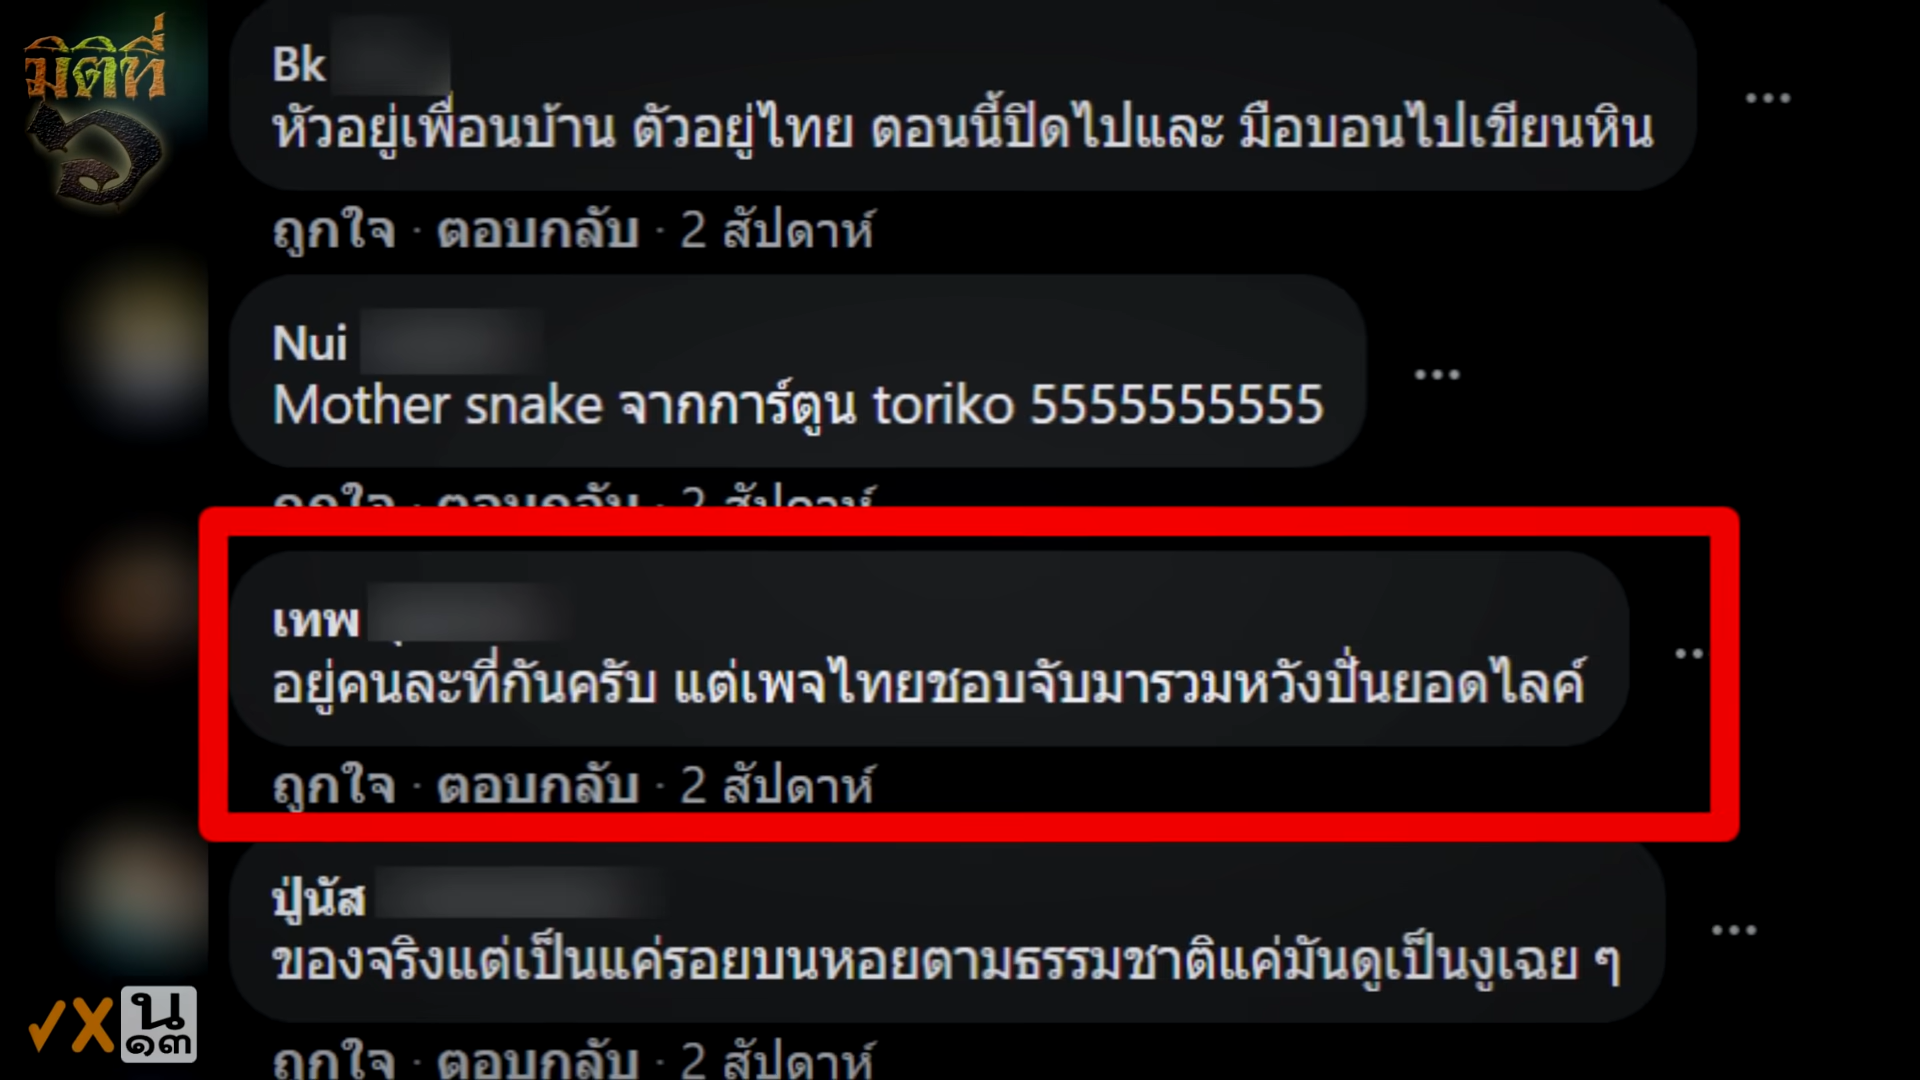 มิติที่
๖
Bk
หัวอยู่เพื่อนบ้าน ตัวอยู่ไทย ตอนนี้ปิดไปและ มือบอนไปเขียนหิน
ถูกใจ · ตอบกลับ · 2 สัปดาห์
Nui
Mother snake จากการ์ตูน toriko 5555555555
ถูกใจ · ตอบกลับ · 2 สัปดาห์
เทพ
อยู่คนละที่กันครับ แต่เพจไทยชอบจับมารวมหวังปั่นยอดไลค์
ถูกใจ · ตอบกลับ · 2 สัปดาห์
ปู่นัส
ของจริงแต่เป็นแค่รอยบนหอยตามธรรมชาติแค่มันดูเป็นงูเฉย ๆ
ถูกใจ · ตอบกลับ · 2 สัปดาห์
น
๑๓